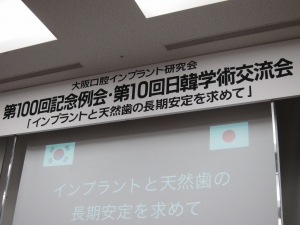 大阪口腔インプラント研究会
第100回記念例会・第10回日韓学術交流会
「インプラントと天然歯の長期安定を求めて」
インプラントと天然歯の
長期安定を求めて